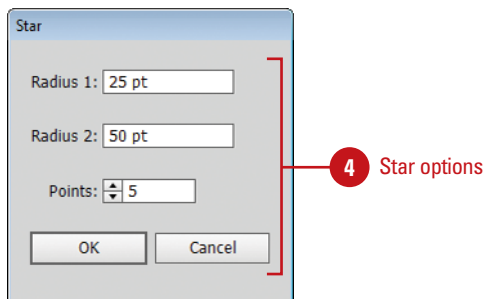 Star
Radius 1: 25 pt
Radius 2: 50 pt
Points: 5
OK Cancel
4 Star options